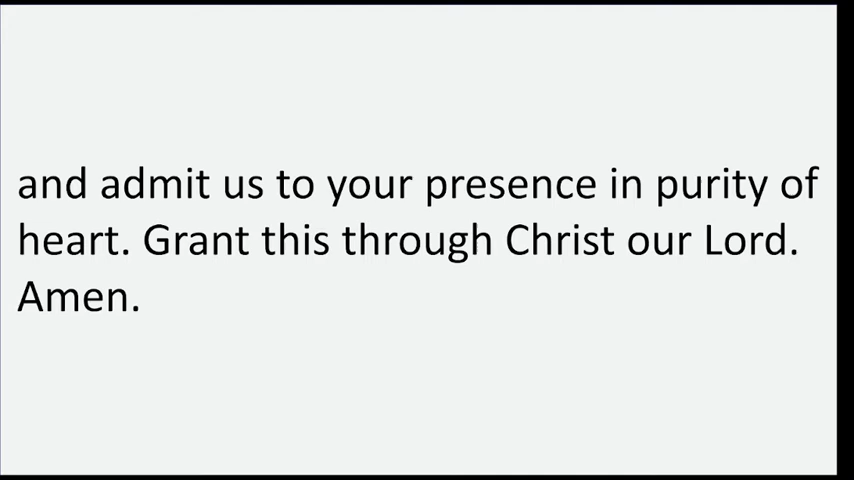 and admit us to your presence in purity of
heart. Grant this through Christ our Lord.
Amen.